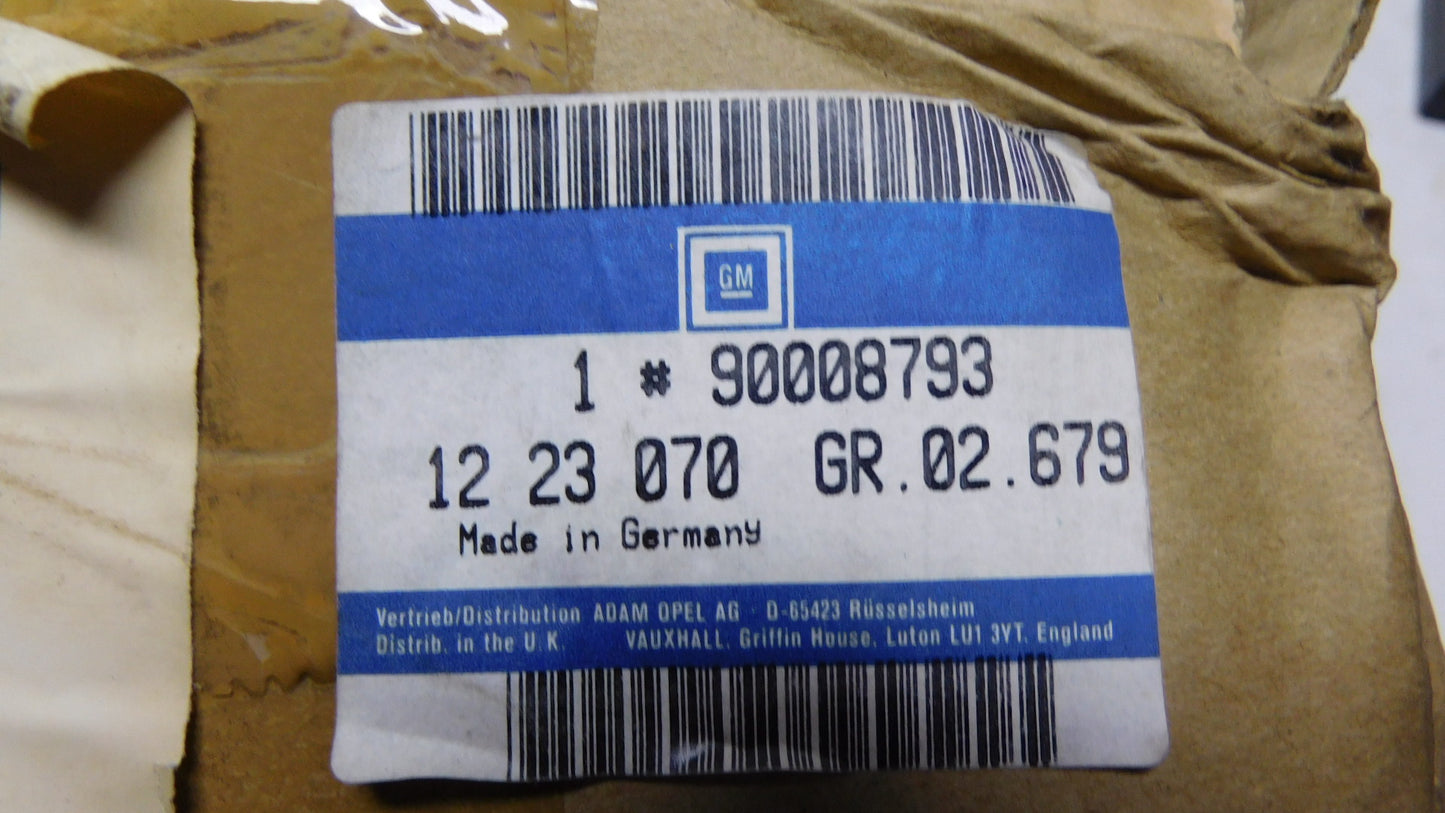 GM
1 # 90008793
12 23 070 GR.02.679
Made in Germany
Vertrieb/Distribution ADAM OPEL AG · D-65423 Rüsselsheim
Distrib. in the U.K. VAUXHALL, Griffin House, Luton LU1 3YT, England